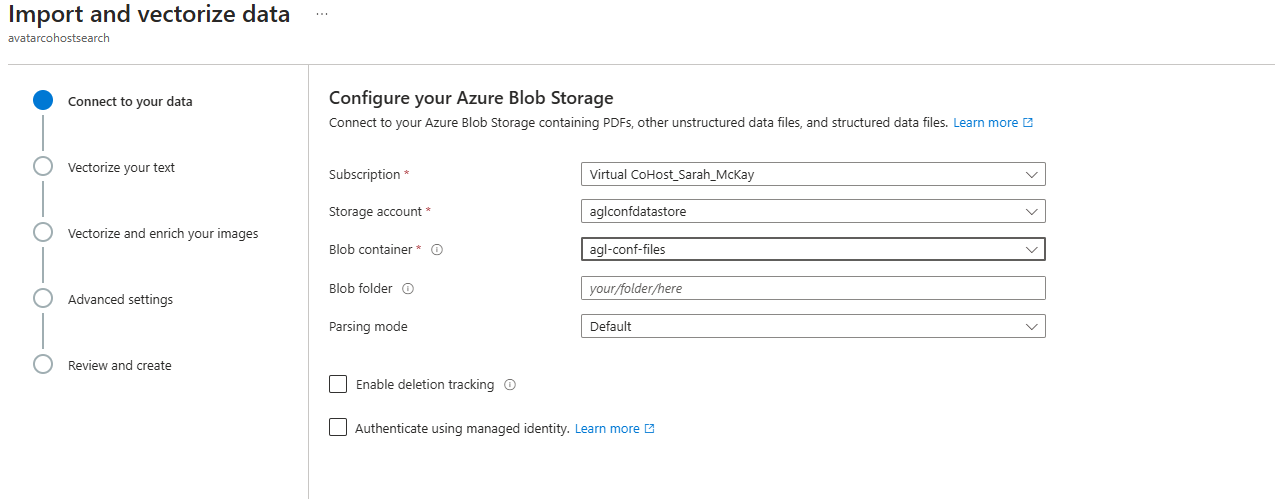 Import and vectorize data ...
avatarcohostsearch
Connect to your data
Vectorize your text
Vectorize and enrich your images
Advanced settings
Review and create
Configure your Azure Blob Storage
Connect to your Azure Blob Storage containing PDFs, other unstructured data files, and structured data files. Learn more
Subscription * Virtual CoHost_Sarah_McKay
Storage account * aglconfdatastore
Blob container * agl-conf-files
Blob folder your/folder/here
Parsing mode Default
Enable deletion tracking
Authenticate using managed identity. Learn more